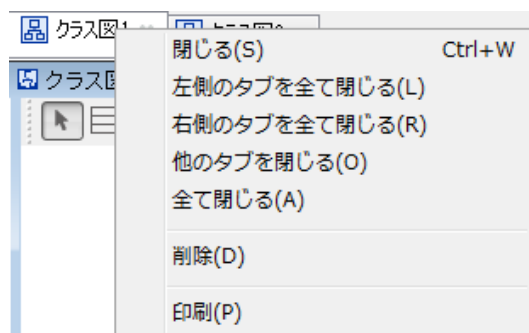 クラス図1
閉じる(S) Ctrl+W
クラス図
左側のタブを全て閉じる(L)
右側のタブを全て閉じる(R)
他のタブを閉じる(O)
全て閉じる(A)
削除(D)
印刷(P)